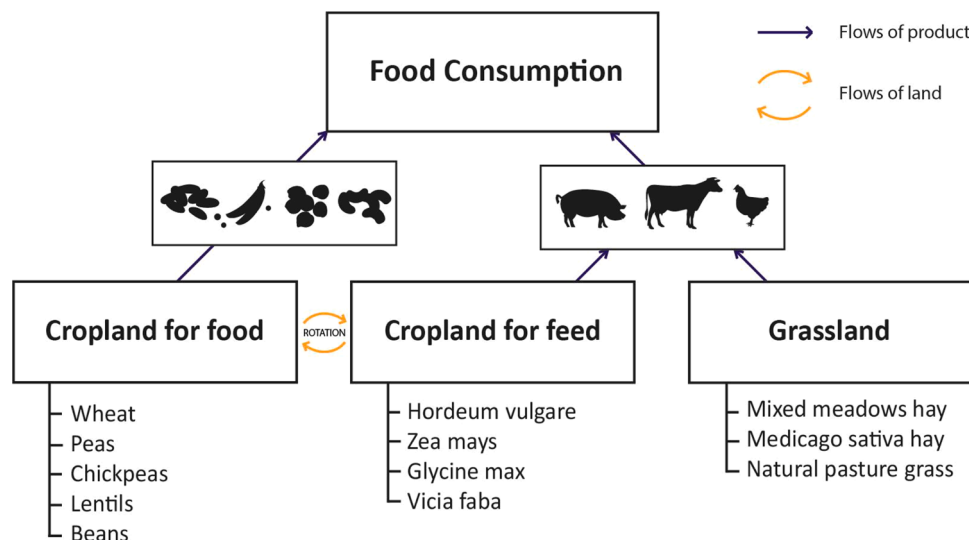 Food Consumption
Flows of product
Flows of land
Cropland for food
ROTATION
Cropland for feed
Grassland
Wheat
Peas
Chickpeas
Lentils
Beans
Hordeum vulgare
Zea mays
Glycine max
Vicia faba
Mixed meadows hay
Medicago sativa hay
Natural pasture grass